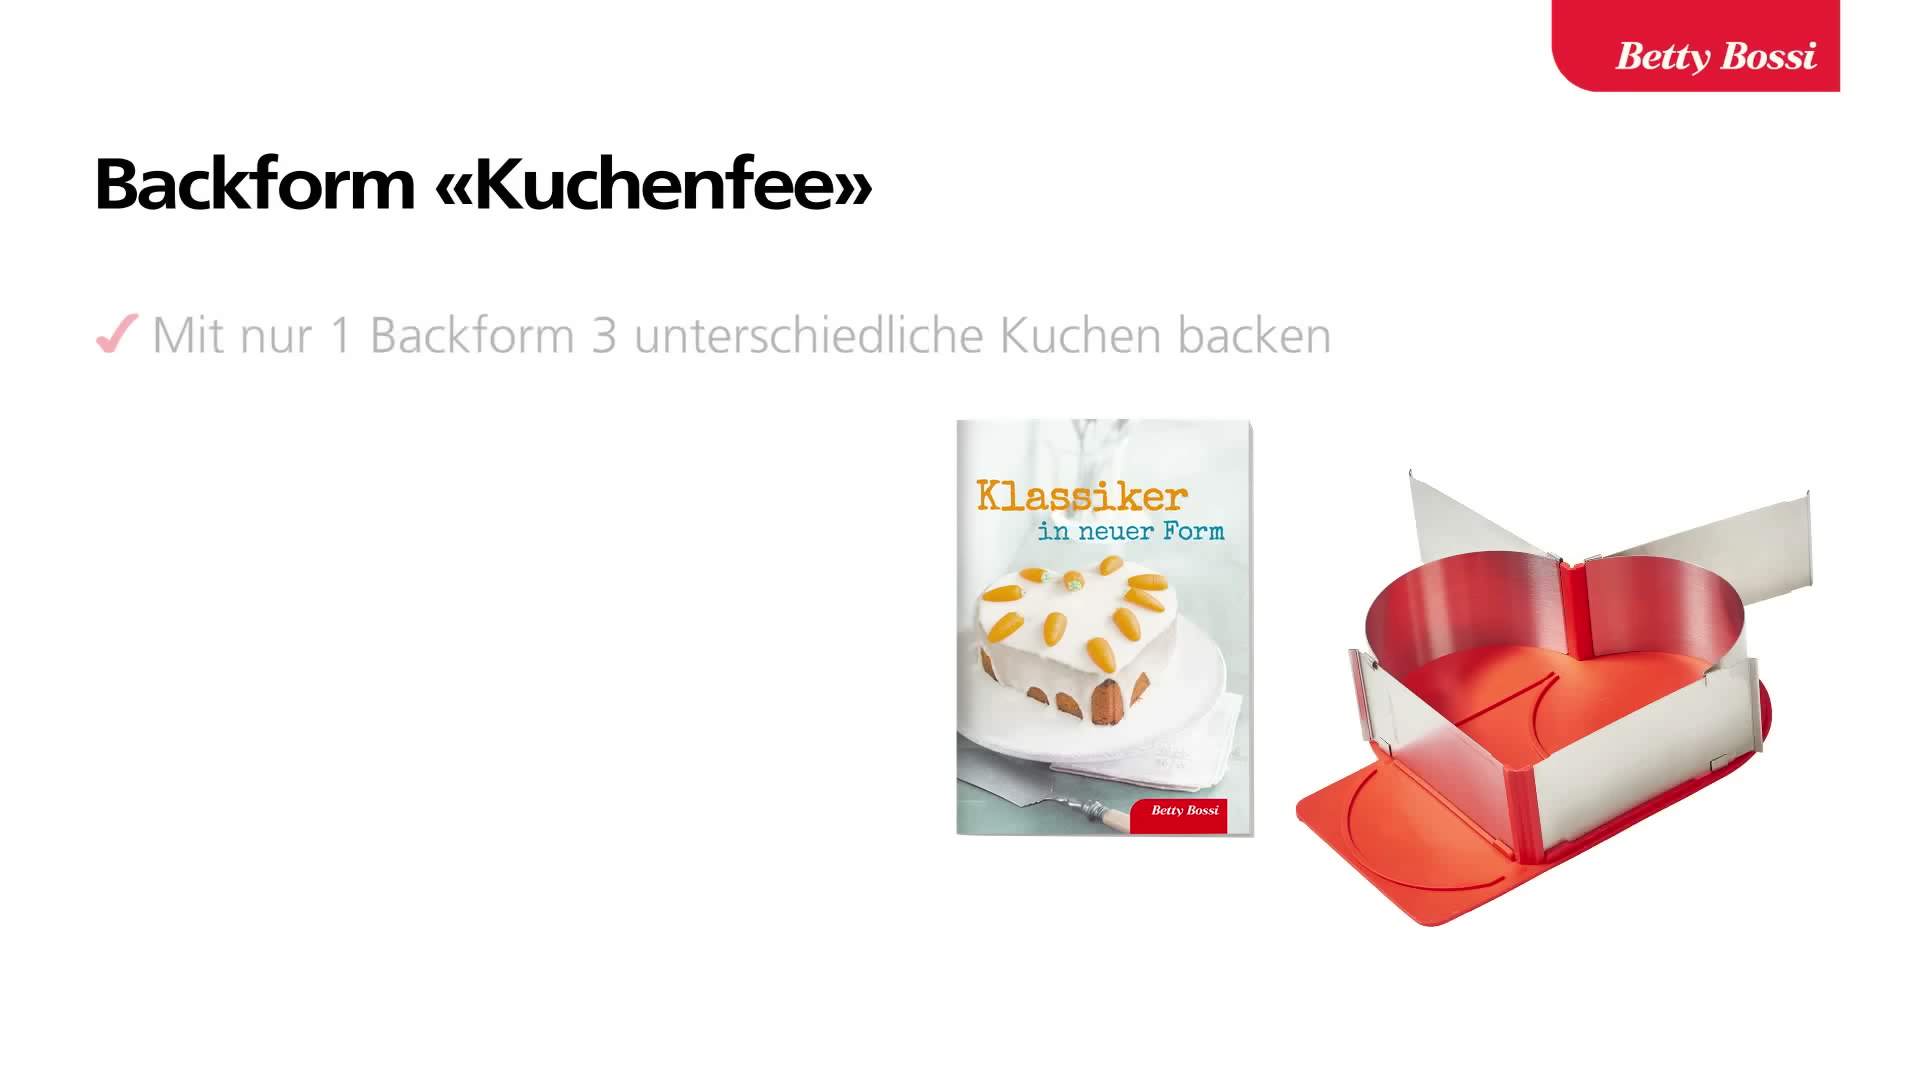 Betty Bossi
Backform «Kuchenfee»
✓ Mit nur 1 Backform 3 unterschiedliche Kuchen backen
Klassiker
in neuer Form
Betty Bossi